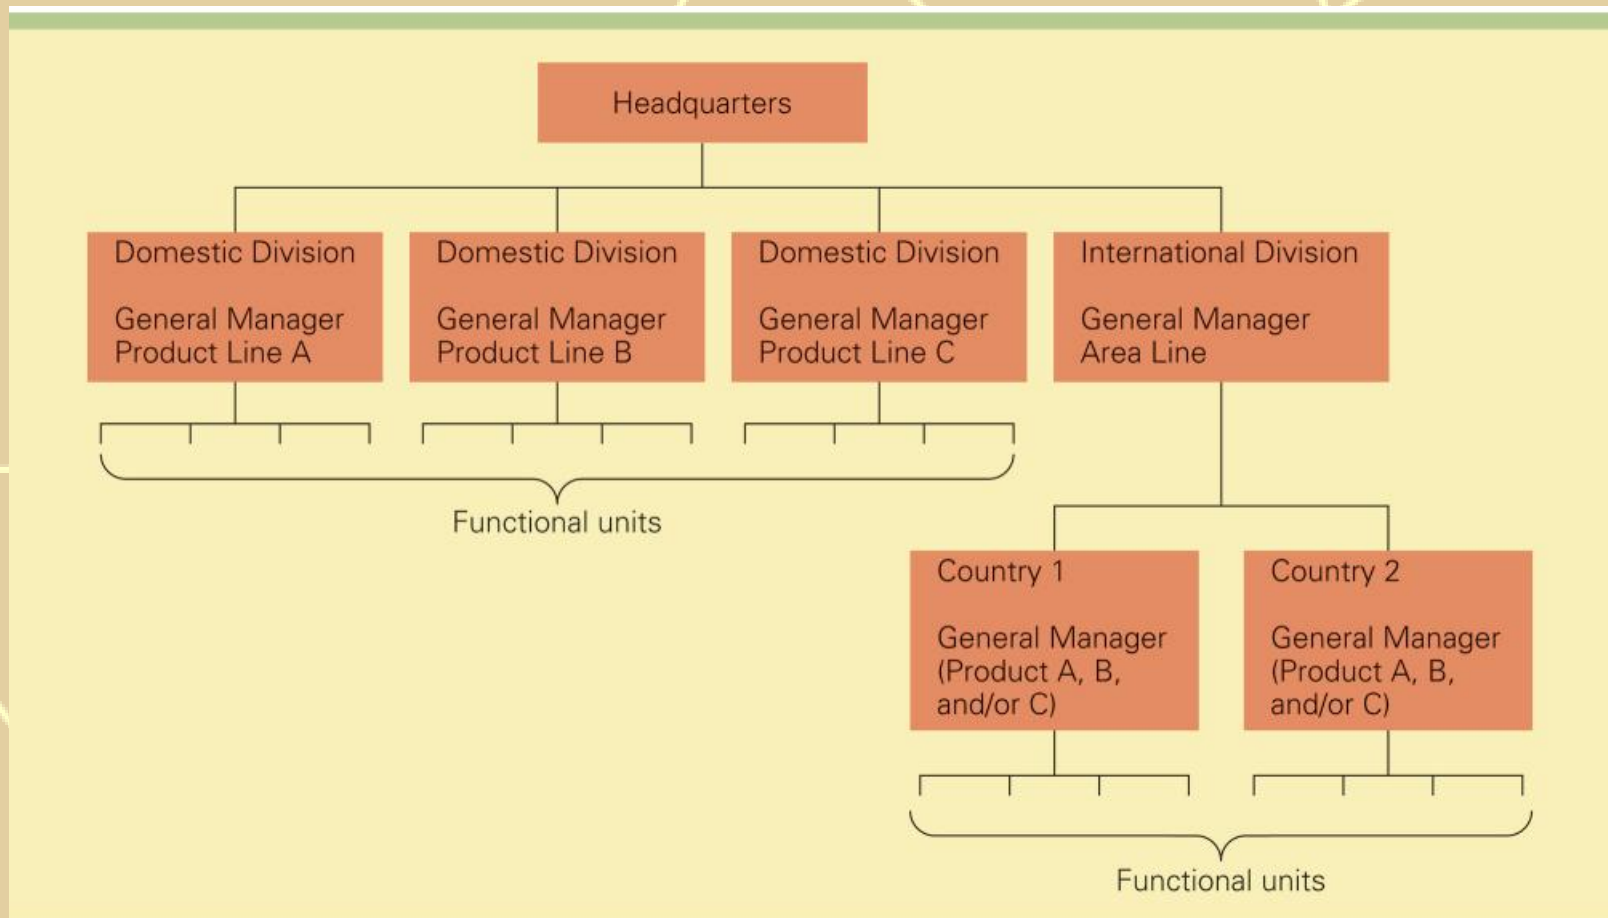 Headquarters
Domestic Division
General Manager
Product Line A
Domestic Division
General Manager
Product Line B
Domestic Division
General Manager
Product Line C
International Division
General Manager
Area Line
Functional units
Country 1
General Manager
(Product A, B,
and/or C)
Country 2
General Manager
(Product A, B,
and/or C)
Functional units